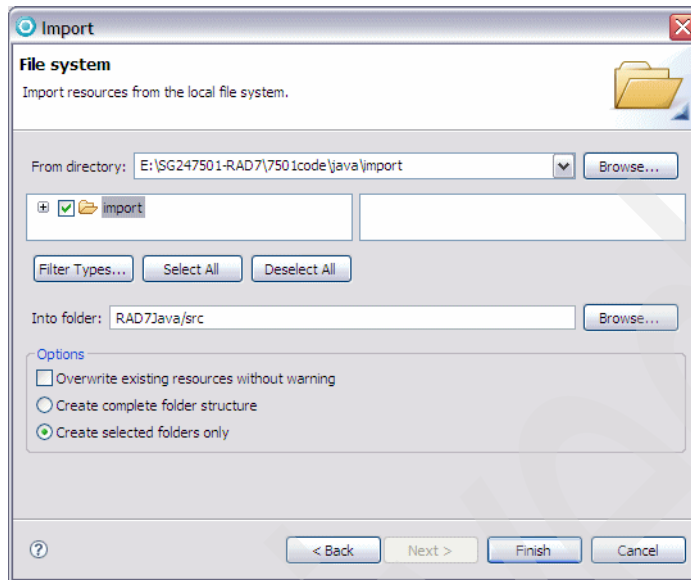 Import
File system
Import resources from the local file system.
From directory: E:\SG247501-RAD7\7501code\java\import Browse...
import
Filter Types... Select All Deselect All
Into folder: RAD7Java/src Browse...
Options
Overwrite existing resources without warning
Create complete folder structure
Create selected folders only
? < Back Next > Finish Cancel